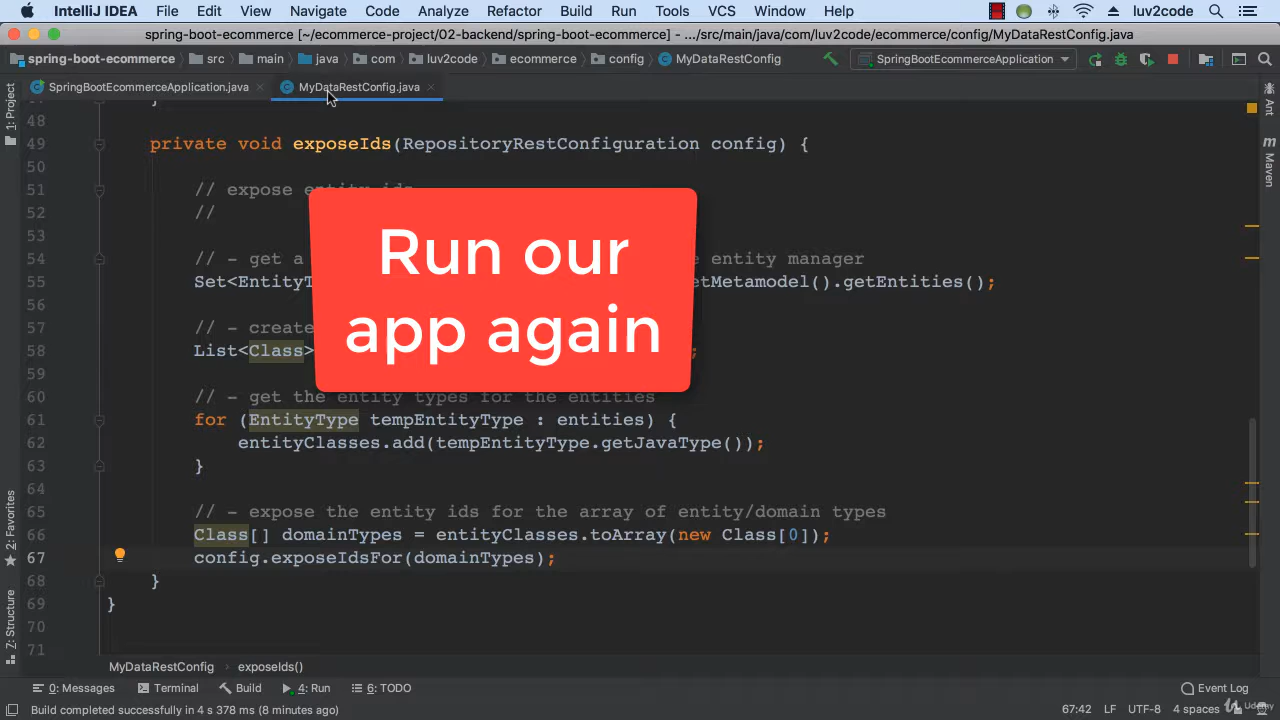 IntelliJ IDEA File Edit View Navigate Code Analyze Refactor Build Run Tools VCS Window Help luv2code
spring-boot-ecommerce [~/ecommerce-project/02-backend/spring-boot-ecommerce] - .../src/main/java/com/luv2code/ecommerce/config/MyDataRestConfig.java
spring-boot-ecommerce src main java com luv2code ecommerce config MyDataRestConfig SpringBootEcommerceApplication
SpringBootEcommerceApplication.java MyDataRestConfig.java
1: Project
Ant
Maven
2: Favorites
7: Structure
48
49 private void exposeIds(RepositoryRestConfiguration config) {
50
51 // expose entity ids
52 //
53
54 // - get a entity manager
55 Set<EntityT etMetamodel().getEntities();
56
57 // - create
58 List<Class> ;
59
60 // - get the entity types for the entities
61 for (EntityType tempEntityType : entities) {
62 entityClasses.add(tempEntityType.getJavaType());
63 }
64
65 // - expose the entity ids for the array of entity/domain types
66 Class[] domainTypes = entityClasses.toArray(new Class[0]);
67 config.exposeIdsFor(domainTypes);
68 }
69 }
70
71
Run our
app again
MyDataRestConfig exposeIds()
0: Messages Terminal Build 4: Run 6: TODO Event Log
Build completed successfully in 4 s 378 ms (8 minutes ago) 67:42 LF UTF-8 4 spaces
Udemy